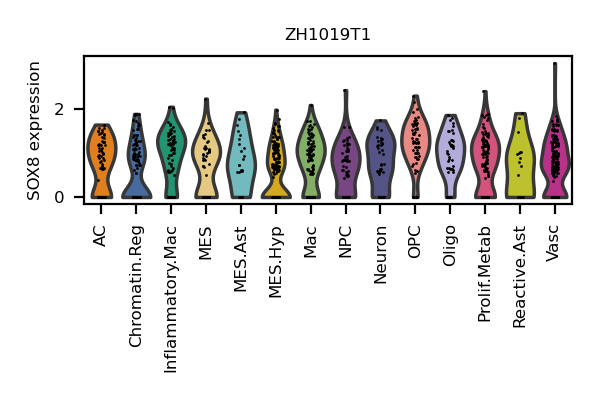 ZH1019T1
SOX8 expression
2
0
AC
Chromatin.Reg
Inflammatory.Mac
MES
MES.Ast
MES.Hyp
Mac
NPC
Neuron
OPC
Oligo
Prolif.Metab
Reactive.Ast
Vasc